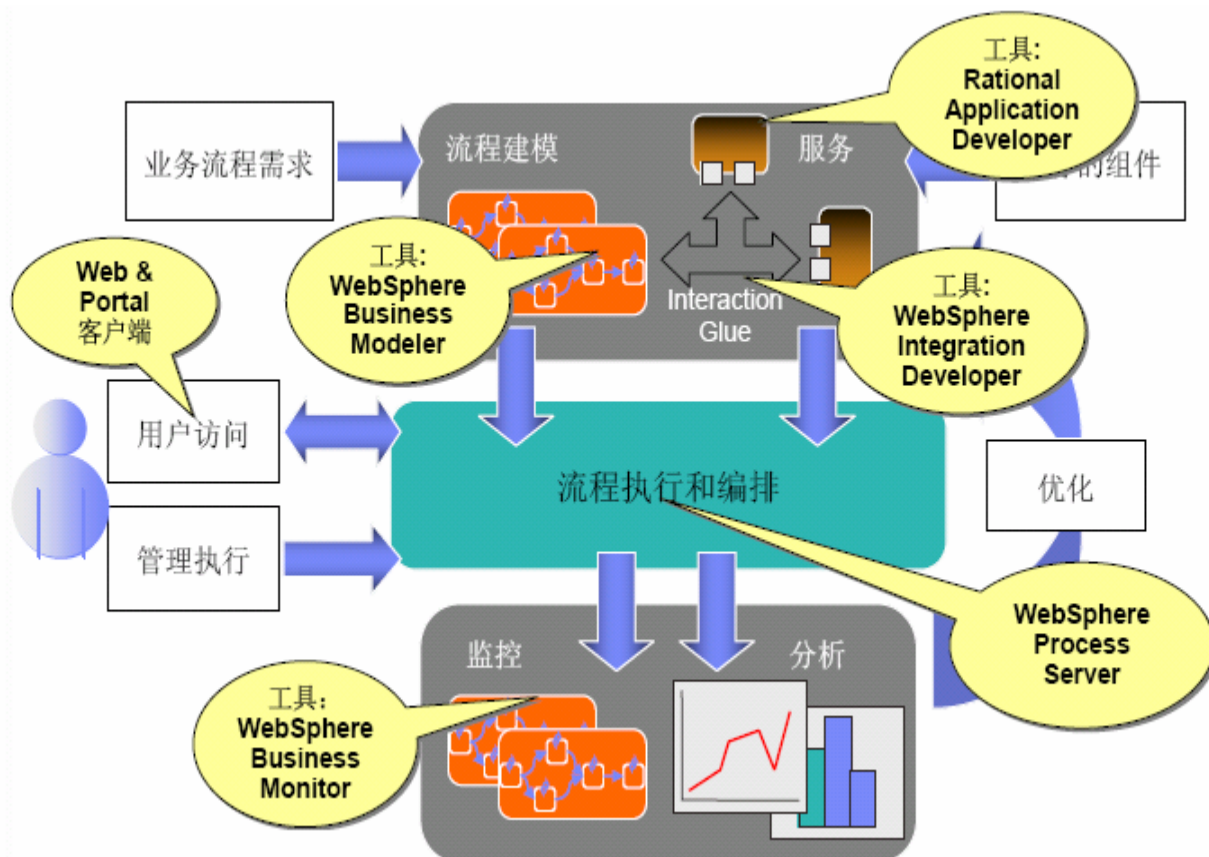 工具:
Rational
Application
Developer
业务流程需求
流程建模
服务
的组件
工具:
WebSphere
Business
Modeler
Interaction
Glue
工具:
WebSphere
Integration
Developer
Web &
Portal
客户端
用户访问
流程执行和编排
优化
管理执行
WebSphere
Process
Server
监控
分析
工具:
WebSphere
Business
Monitor